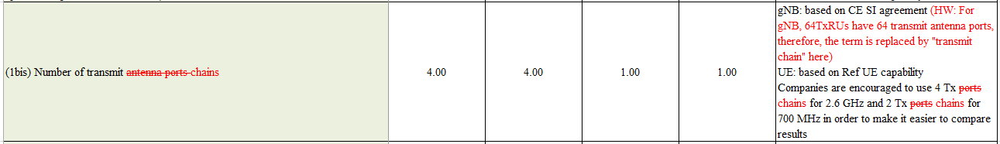 (1bis) Number of transmit antenna ports chains
4.00
4.00
1.00
1.00
gNB: based on CE SI agreement (HW: For
gNB, 64TxRUs have 64 transmit antenna ports,
therefore, the term is replaced by "transmit
chain" here)
UE: based on Ref UE capability
Companies are encouraged to use 4 Tx ports
chains for 2.6 GHz and 2 Tx ports chains for
700 MHz in order to make it easier to compare
results